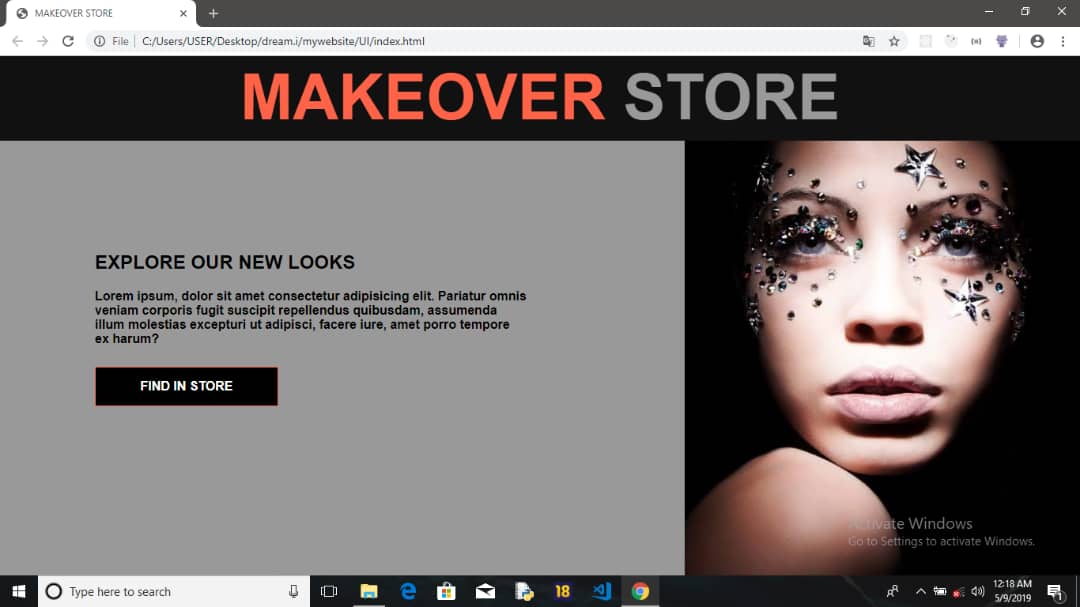 MAKEOVER STORE
File
C:/Users/USER/Desktop/dream.i/mywebsite/UI/index.html
MAKEOVER STORE
EXPLORE OUR NEW LOOKS
Lorem ipsum, dolor sit amet consectetur adipisicing elit. Pariatur omnis
veniam corporis fugit suscipit repellendus quibusdam, assumenda
illum molestias excepturi ut adipisci, facere iure, amet porro tempore
ex harum?
FIND IN STORE
Activate Windows
Go to Settings to activate Windows.
Type here to search
18
12:18 AM
5/9/2019
1